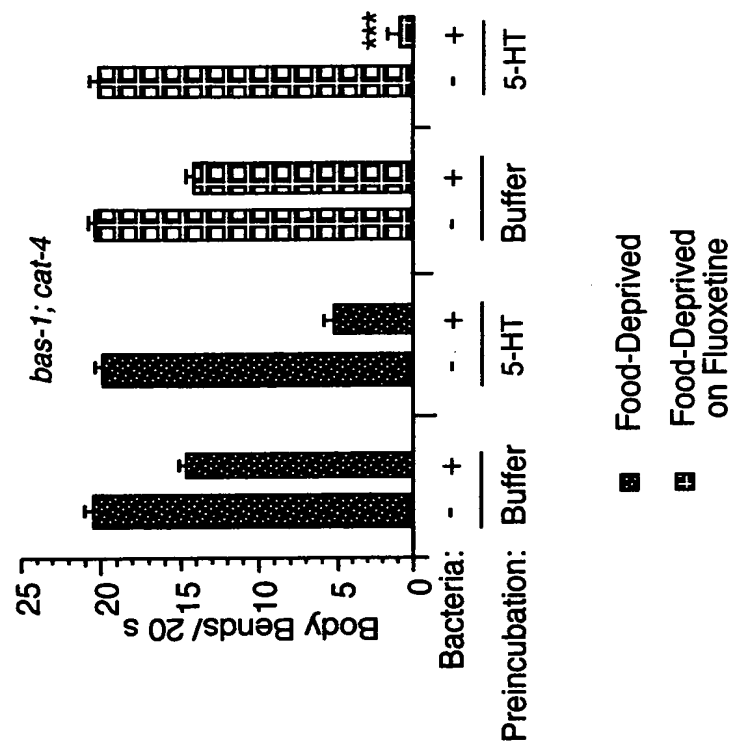 bas-1; cat-4
***
25
20
15
10
5
0
Body Bends/ 20 s
Bacteria: - + - + - + - +
Preincubation: Buffer 5-HT Buffer 5-HT
Food-Deprived
Food-Deprived
on Fluoxetine